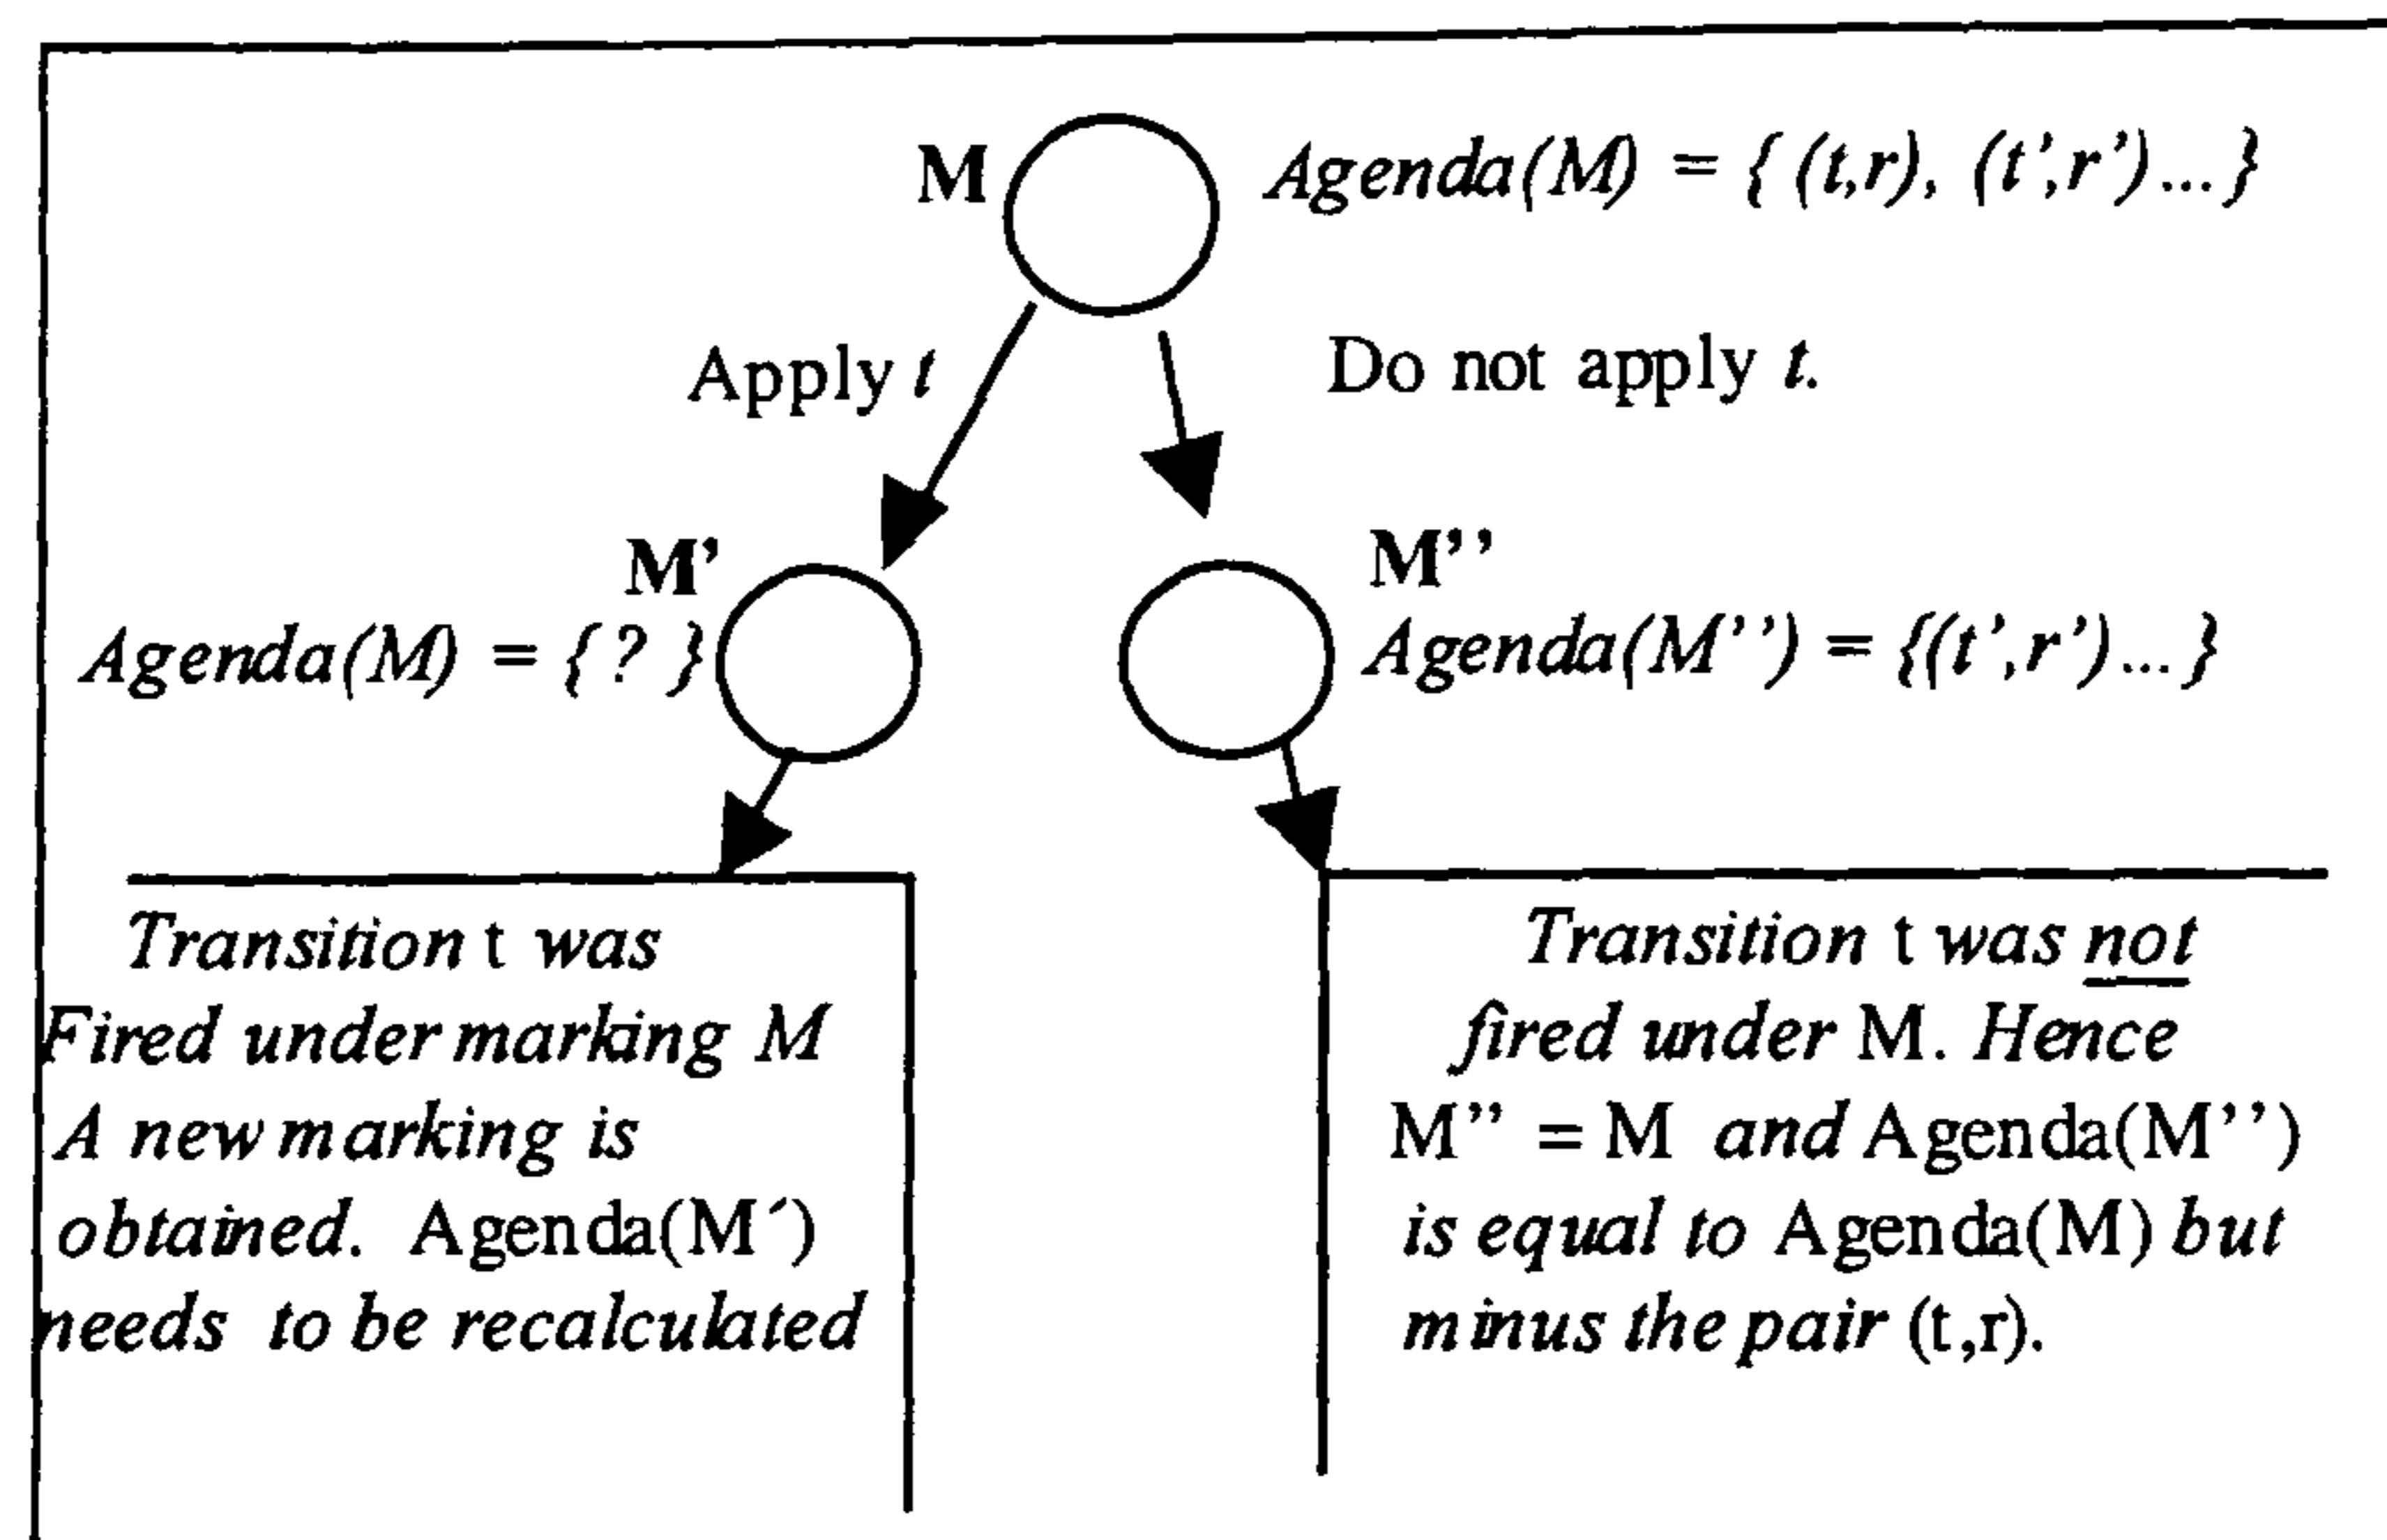 M
Agenda(M) = { (t,r), (t’,r’)... }
Apply t
Do not apply t.
M’
Agenda(M) = { ? }
M’’
Agenda(M’’) = {(t’,r’)... }
Transition t was
Fired under marking M
A new marking is
obtained. Agenda(M´)
needs to be recalculated
Transition t was not
fired under M. Hence
M” = M and Agenda(M’’)
is equal to Agenda(M) but
minus the pair (t,r).